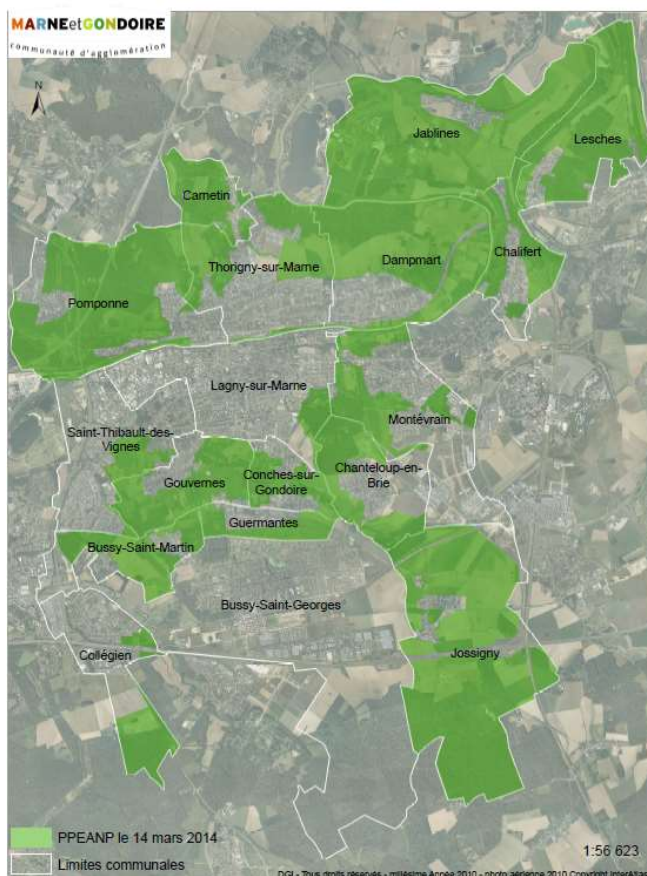 MARNEetGONDOIRE
communauté d'agglomération
N
Jablines
Lesches
Carnetin
Chalifert
Thorigny-sur-Marne
Dampmart
Pomponne
Lagny-sur-Marne
Montévrain
Saint-Thibault-des-
Vignes
Gouvernes
Conches-sur-
Gondoire
Chanteloup-en-
Brie
Guermantes
Bussy-Saint-Martin
Bussy-Saint-Georges
Collégien
Jossigny
PPEANP le 14 mars 2014
1:56 623
Limites communales
DGI - Tous droits réservés - millésime Année 2010 - photo aérienne 2010 Copyright InterAtlas